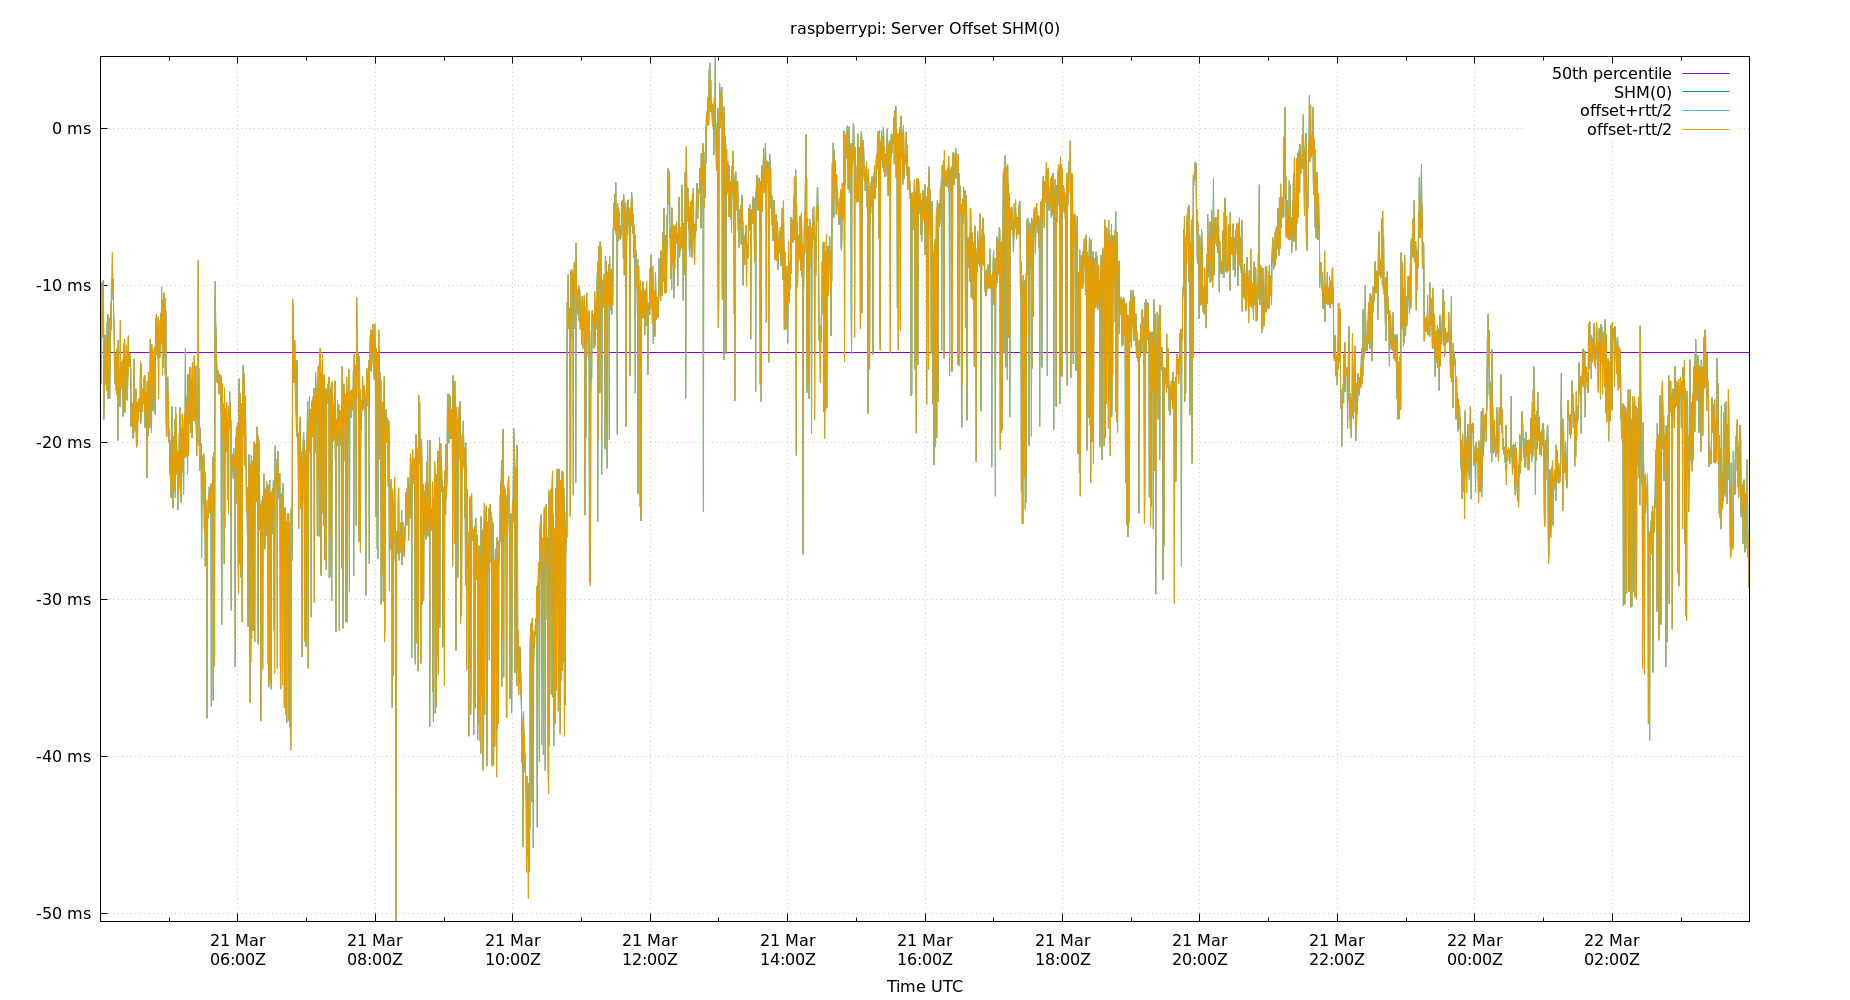 raspberrypi: Server Offset SHM(0)
50th percentile
SHM(0)
offset+rtt/2
offset-rtt/2
0 ms
-10 ms
-20 ms
-30 ms
-40 ms
-50 ms
21 Mar 21 Mar 21 Mar 21 Mar 21 Mar 21 Mar 21 Mar 21 Mar 21 Mar 22 Mar 22 Mar
06:00Z 08:00Z 10:00Z 12:00Z 14:00Z 16:00Z 18:00Z 20:00Z 22:00Z 00:00Z 02:00Z
Time UTC